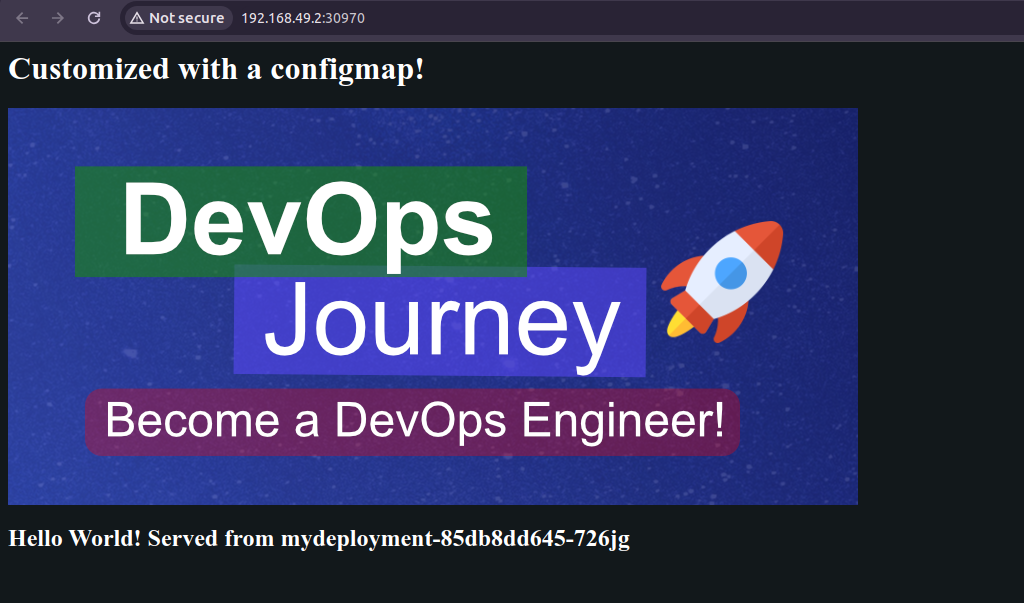 Not secure 192.168.49.2:30970
Customized with a configmap!
DevOps
Journey
Become a DevOps Engineer!
Hello World! Served from mydeployment-85db8dd645-726jg